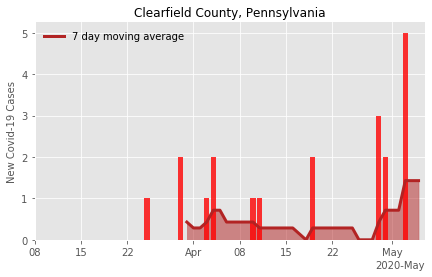 Clearfield County, Pennsylvania
7 day moving average
New Covid-19 Cases
5
4
3
2
1
0
08 15 22 Apr 08 15 22 May
2020-May